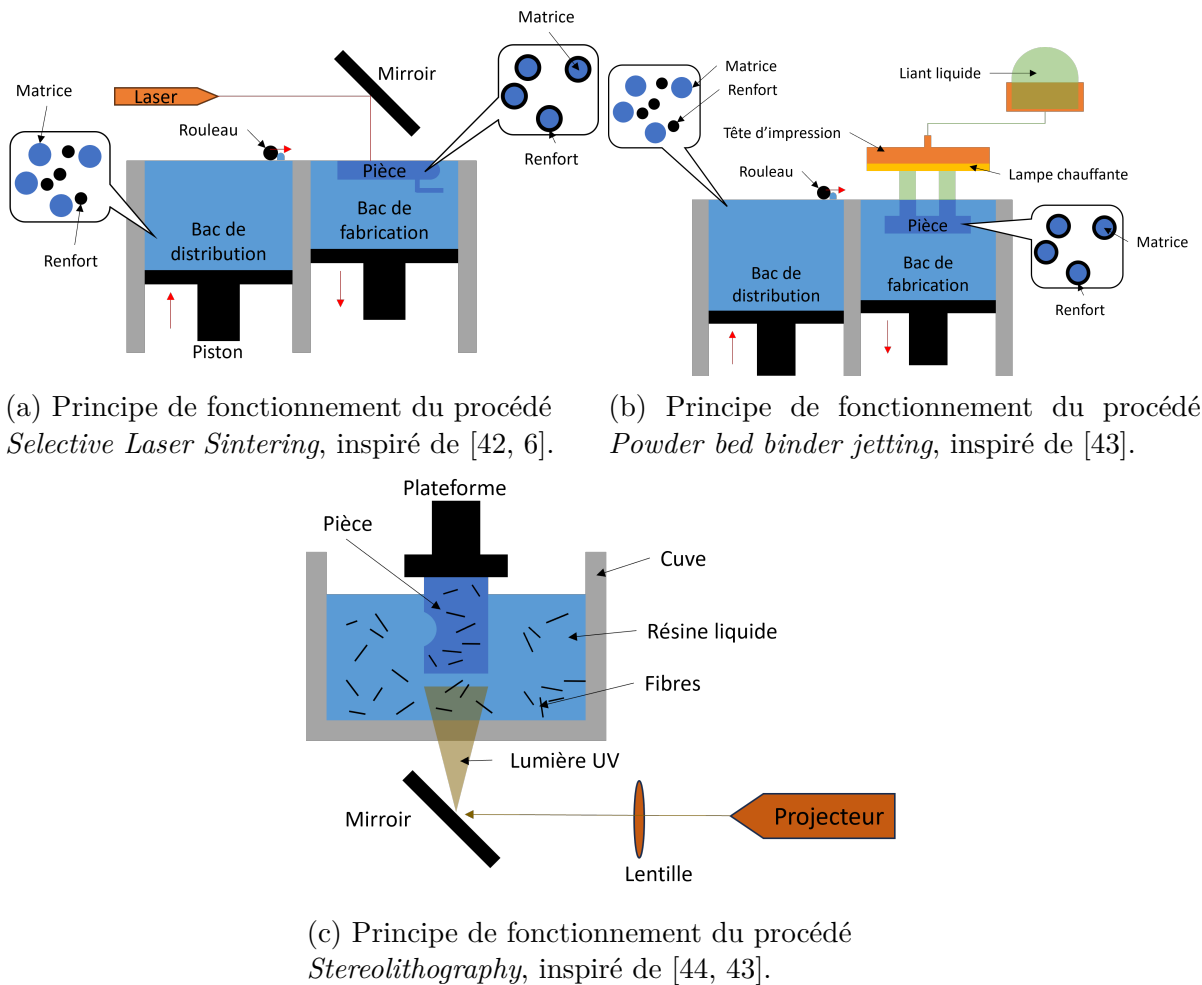 Matrice
Mirroir
Matrice
Laser
Rouleau
Renfort
Pièce
Bac de
distribution
Bac de
fabrication
Renfort
Piston
(a) Principe de fonctionnement du procédé
Selective Laser Sintering, inspiré de [42, 6].
Matrice
Renfort
Liant liquide
Tête d'impression
Lampe chauffante
Rouleau
Pièce
Matrice
Bac de
distribution
Bac de
fabrication
Renfort
(b) Principe de fonctionnement du procédé
Powder bed binder jetting, inspiré de [43].
Plateforme
Pièce
Cuve
Résine liquide
Fibres
Lumière UV
Mirroir
Projecteur
Lentille
(c) Principe de fonctionnement du procédé
Stereolithography, inspiré de [44, 43].